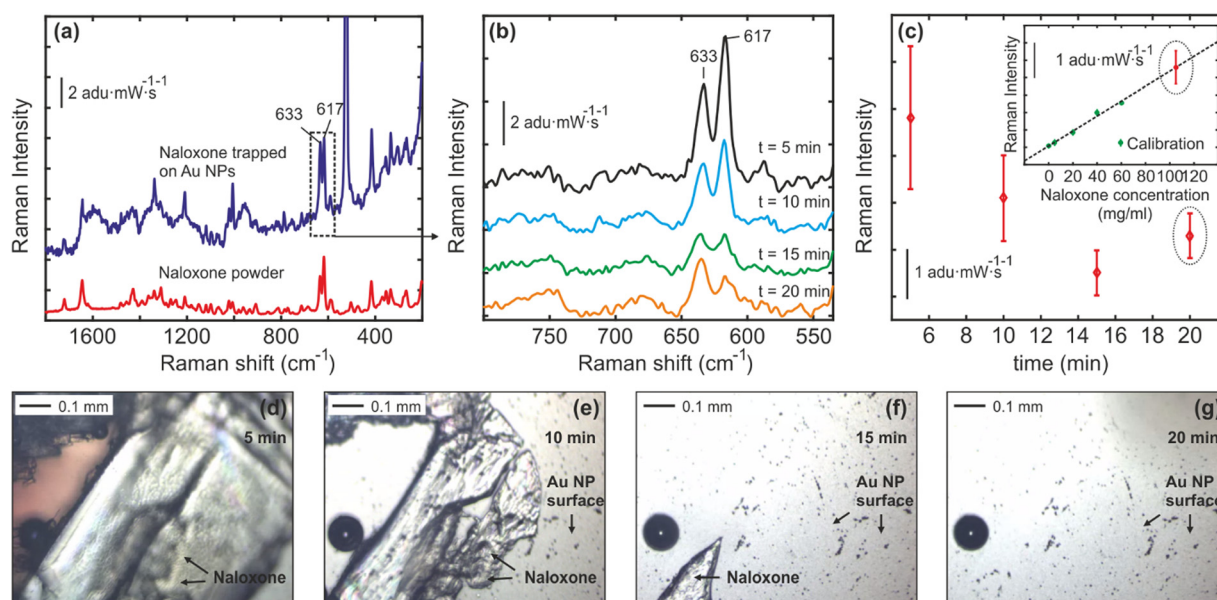 (a)
2 adu·mW·s⁻¹⁻¹
633
617
Naloxone trapped
on Au NPs
Naloxone powder
Raman Intensity
1600
1200
800
400
Raman shift (cm⁻¹)
(b)
617
633
2 adu·mW·s⁻¹⁻¹
t = 5 min
t = 10 min
t = 15 min
t = 20 min
Raman Intensity
750
700
650
600
550
Raman shift (cm⁻¹)
(c)
1 adu·mW·s⁻¹⁻¹
Raman Intensity
Calibration
0
20
40
60
80
100
120
Naloxone concentration
(mg/ml)
1 adu·mW·s⁻¹⁻¹
Raman Intensity
4
6
8
10
12
14
16
18
20
time (min)
0.1 mm
(d)
5 min
Naloxone
0.1 mm
(e)
10 min
Au NP
surface
Naloxone
0.1 mm
(f)
15 min
Au NP
surface
Naloxone
0.1 mm
(g)
20 min
Au NP
surface